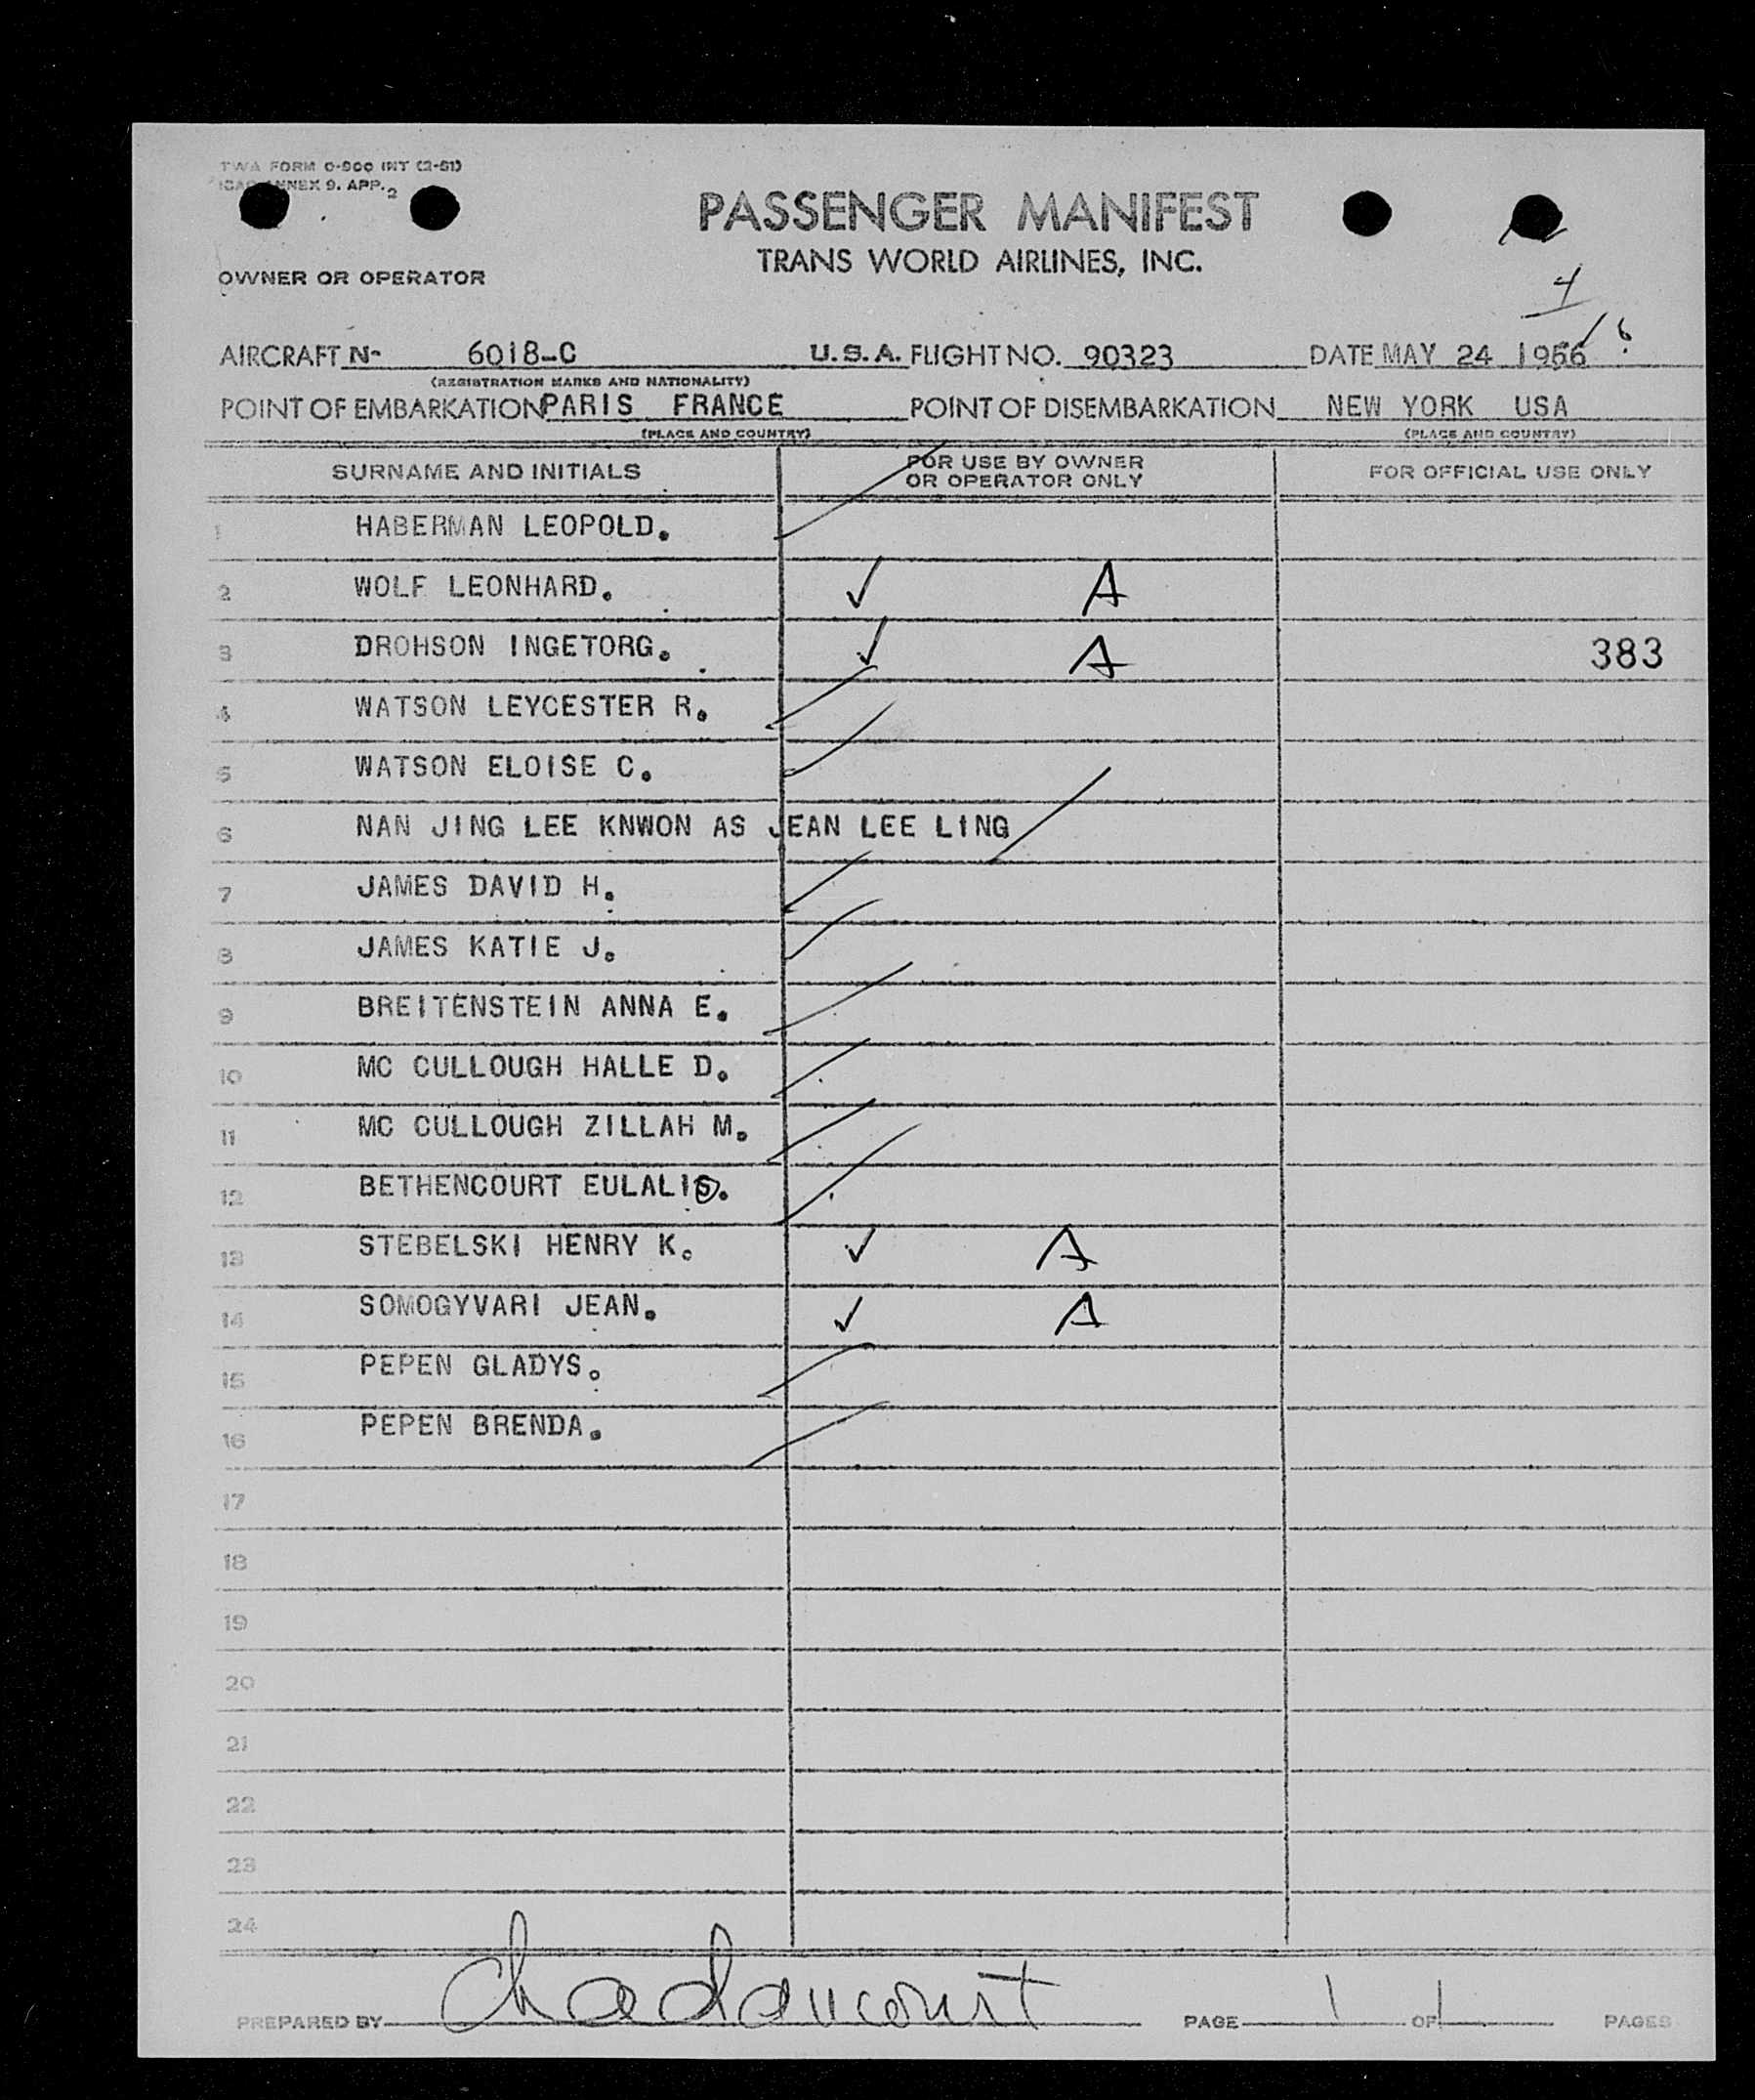 TWA FORM O-900 INT (2-51)
ICAO ANNEX 9. APP. 2
PASSENGER MANIFEST
TRANS WORLD AIRLINES, INC.
OWNER OR OPERATOR
4
AIRCRAFT N- 6018-C U.S.A. FLIGHT NO. 90323 DATE MAY 24 1956
(REGISTRATION MARKS AND NATIONALITY)
POINT OF EMBARKATION PARIS FRANCE POINT OF DISEMBARKATION NEW YORK USA
(PLACE AND COUNTRY) (PLACE AND COUNTRY)
SURNAME AND INITIALS FOR USE BY OWNER OR OPERATOR ONLY FOR OFFICIAL USE ONLY
1 HABERMAN LEOPOLD.
2 WOLF LEONHARD. ✓ A
3 DROHSON INGETORG. ✓ A 383
4 WATSON LEYCESTER R.
5 WATSON ELOISE C.
6 NAN JING LEE KNWON AS JEAN LEE LING
7 JAMES DAVID H.
8 JAMES KATIE J.
9 BREITENSTEIN ANNA E.
10 MC CULLOUGH HALLE D.
11 MC CULLOUGH ZILLAH M.
12 BETHENCOURT EULALIO.
13 STEBELSKI HENRY K. ✓ A
14 SOMOGYVARI JEAN. ✓ A
15 PEPEN GLADYS.
16 PEPEN BRENDA.
17
18
19
20
21
22
23
24
PREPARED BY PAGE 1 OF 1 PAGES